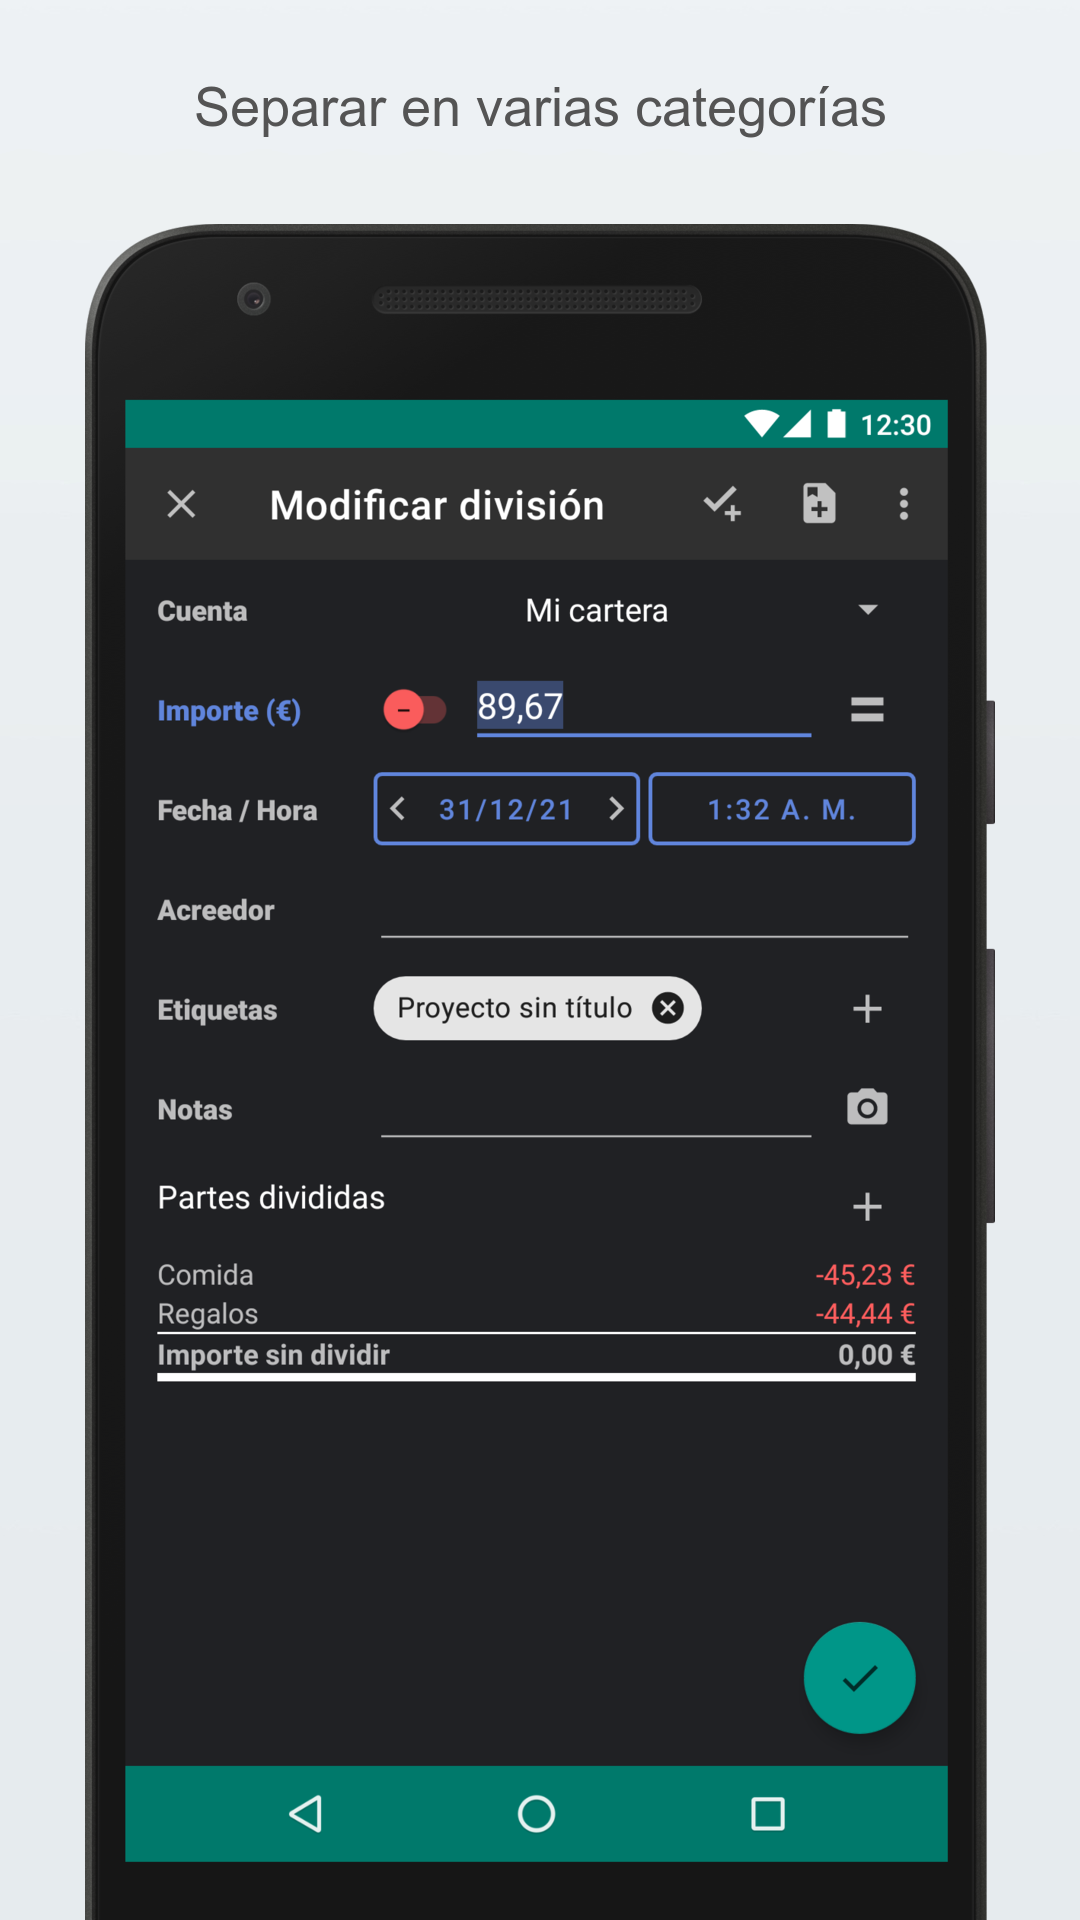 Separar en varias categorías
12:30
Modificar división
Cuenta Mi cartera
Importe (€) 89,67
Fecha / Hora 31/12/21 1:32 A. M.
Acreedor
Etiquetas Proyecto sin título
Notas
Partes divididas
Comida -45,23 €
Regalos -44,44 €
Importe sin dividir 0,00 €